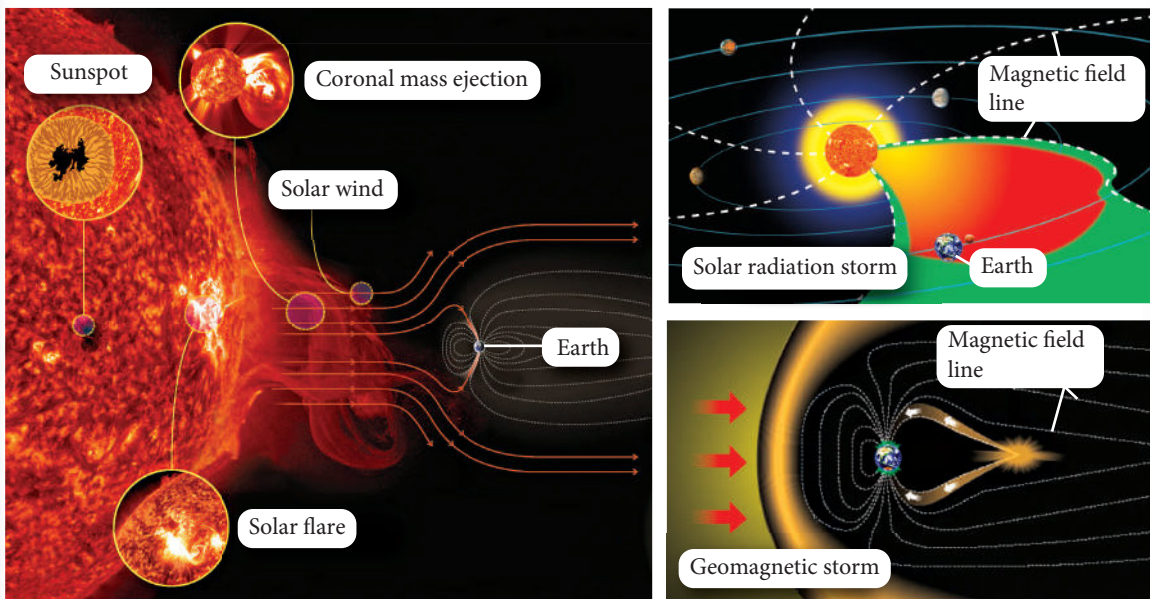 Sunspot
Coronal mass ejection
Solar wind
Earth
Solar flare
Magnetic field
line
Solar radiation storm
Earth
Magnetic field
line
Geomagnetic storm